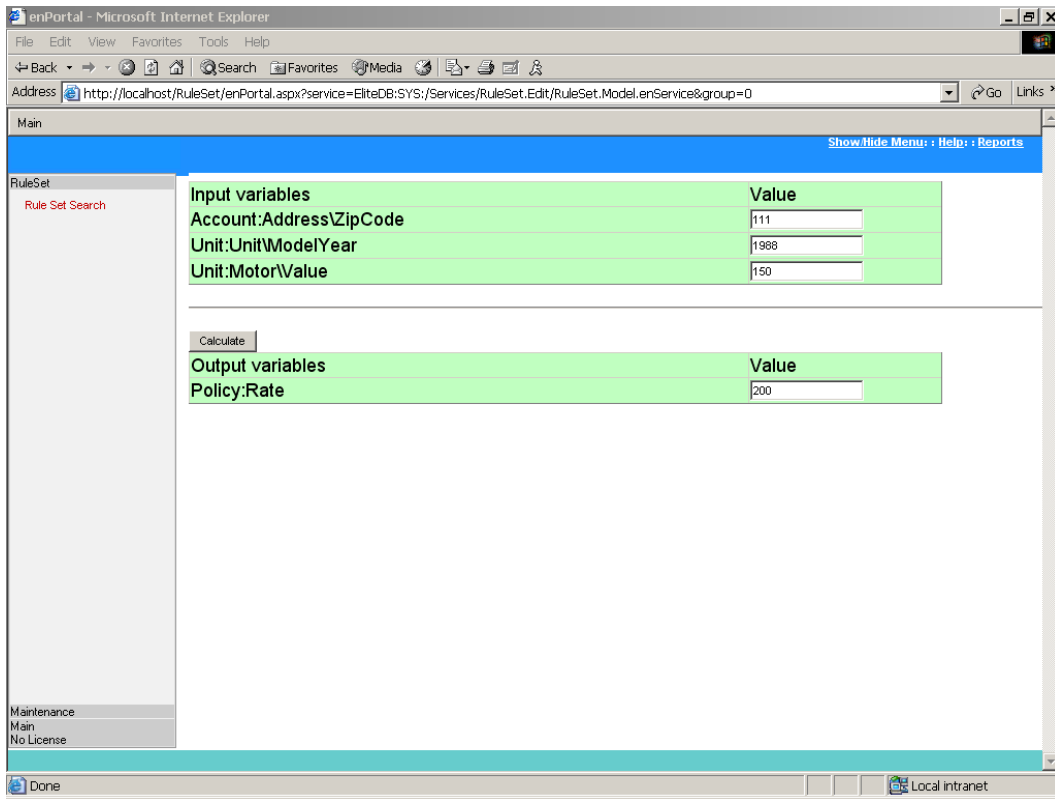 enPortal - Microsoft Internet Explorer
File Edit View Favorites Tools Help
Back Search Favorites Media
Address http://localhost/RuleSet/enPortal.aspx?service=EliteDB:SYS:/Services/RuleSet.Edit/RuleSet.Model.enService&group=0 Go Links »
Main
Show/Hide Menu: : Help: : Reports
RuleSet
Rule Set Search
Input variables Value
Account:Address\ZipCode 111
Unit:Unit\ModelYear 1988
Unit:Motor\Value 150
Calculate
Output variables Value
Policy:Rate 200
Maintenance
Main
No License
Done Local intranet